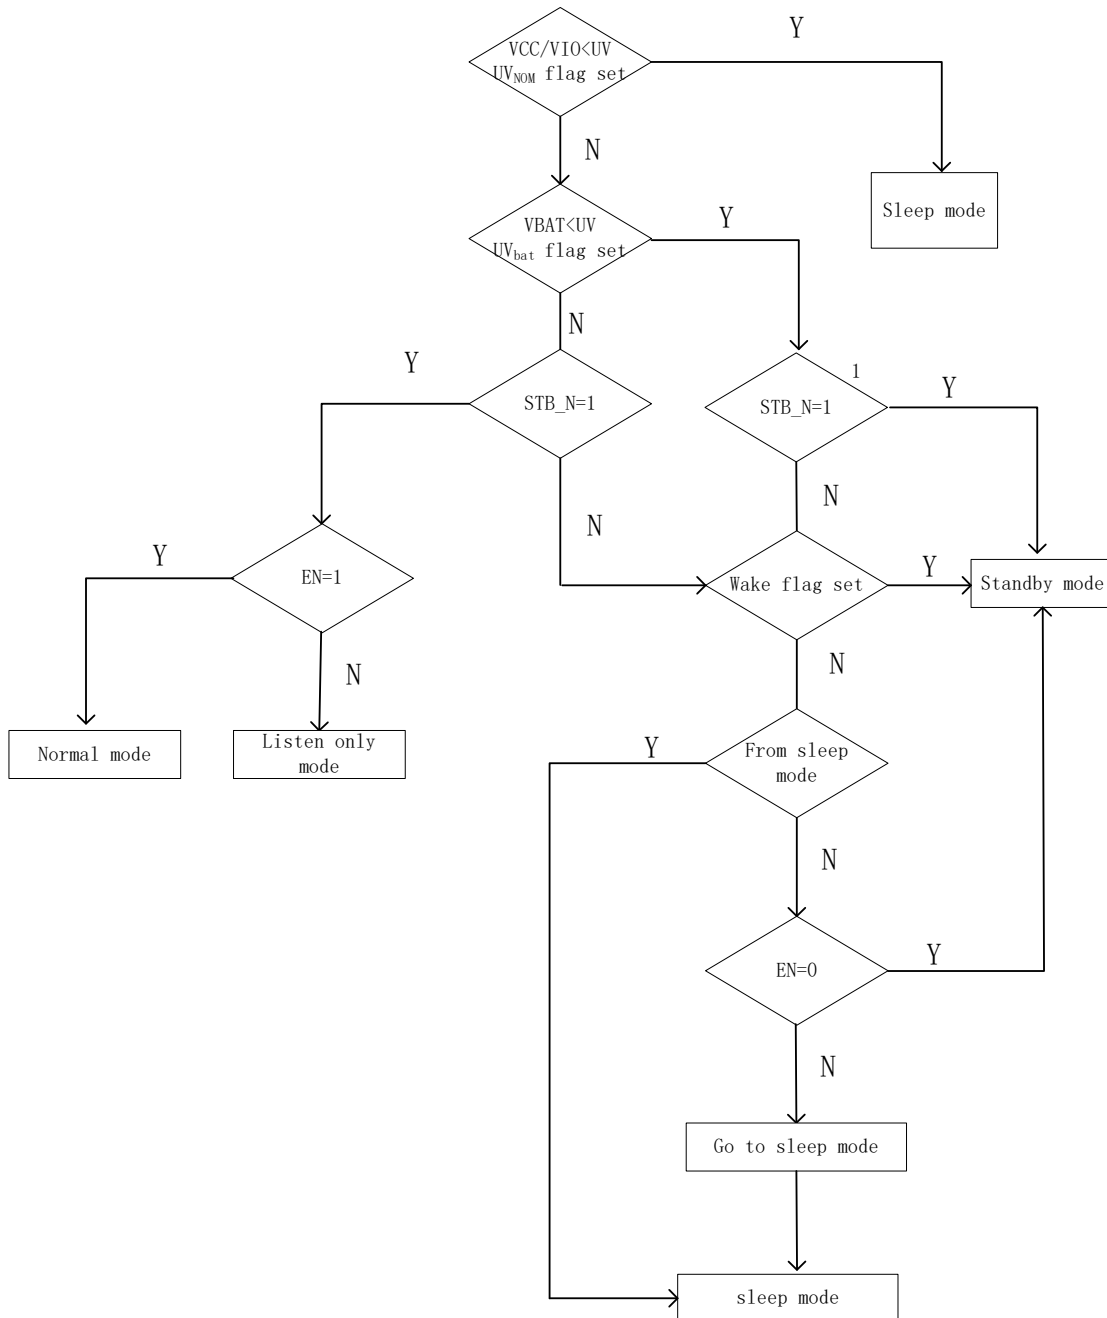 VCC/VIO<UV
UV_NOM flag set
Y
N
Sleep mode
VBAT<UV
UV_bat flag set
Y
N
Y
STB_N=1
1
STB_N=1
Y
N
N
Y
EN=1
Wake flag set
Y
Standby mode
N
N
Normal mode
Listen only
mode
Y
From sleep
mode
N
EN=0
Y
N
Go to sleep mode
sleep mode